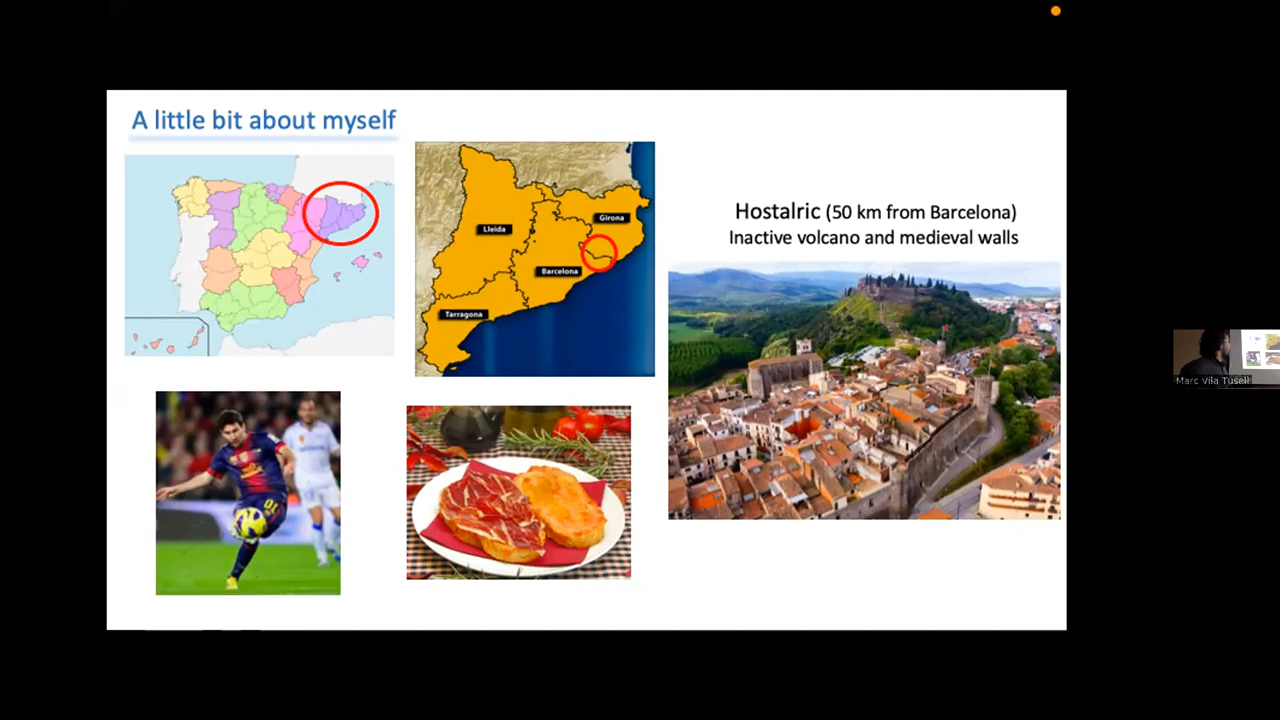 A little bit about myself
Lleida
Girona
Barcelona
Tarragona
Hostalric (50 km from Barcelona)
Inactive volcano and medieval walls
10
Marc Vila Tusell